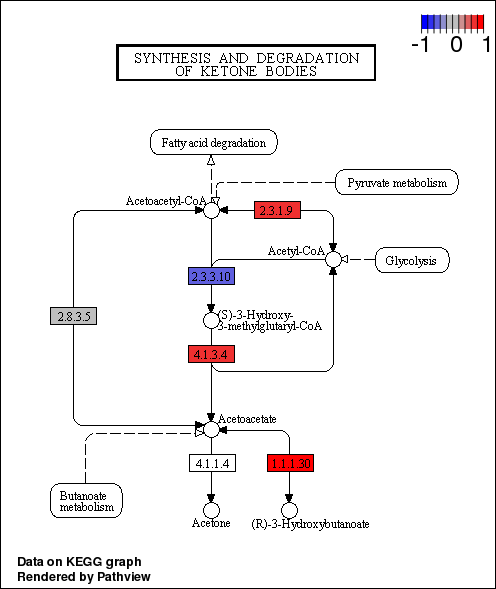 -1 0 1
SYNTHESIS AND DEGRADATION
OF KETONE BODIES
Fatty acid degradation
Pyruvate metabolism
Acetoacetyl-CoA
2.3.1.9
Acetyl-CoA
Glycolysis
2.3.3.10
2.8.3.5
(S)-3-Hydroxy-
3-methylglutaryl-CoA
4.1.3.4
Acetoacetate
4.1.1.4
1.1.1.30
Butanoate
metabolism
Acetone
(R)-3-Hydroxybutanoate
Data on KEGG graph
Rendered by Pathview